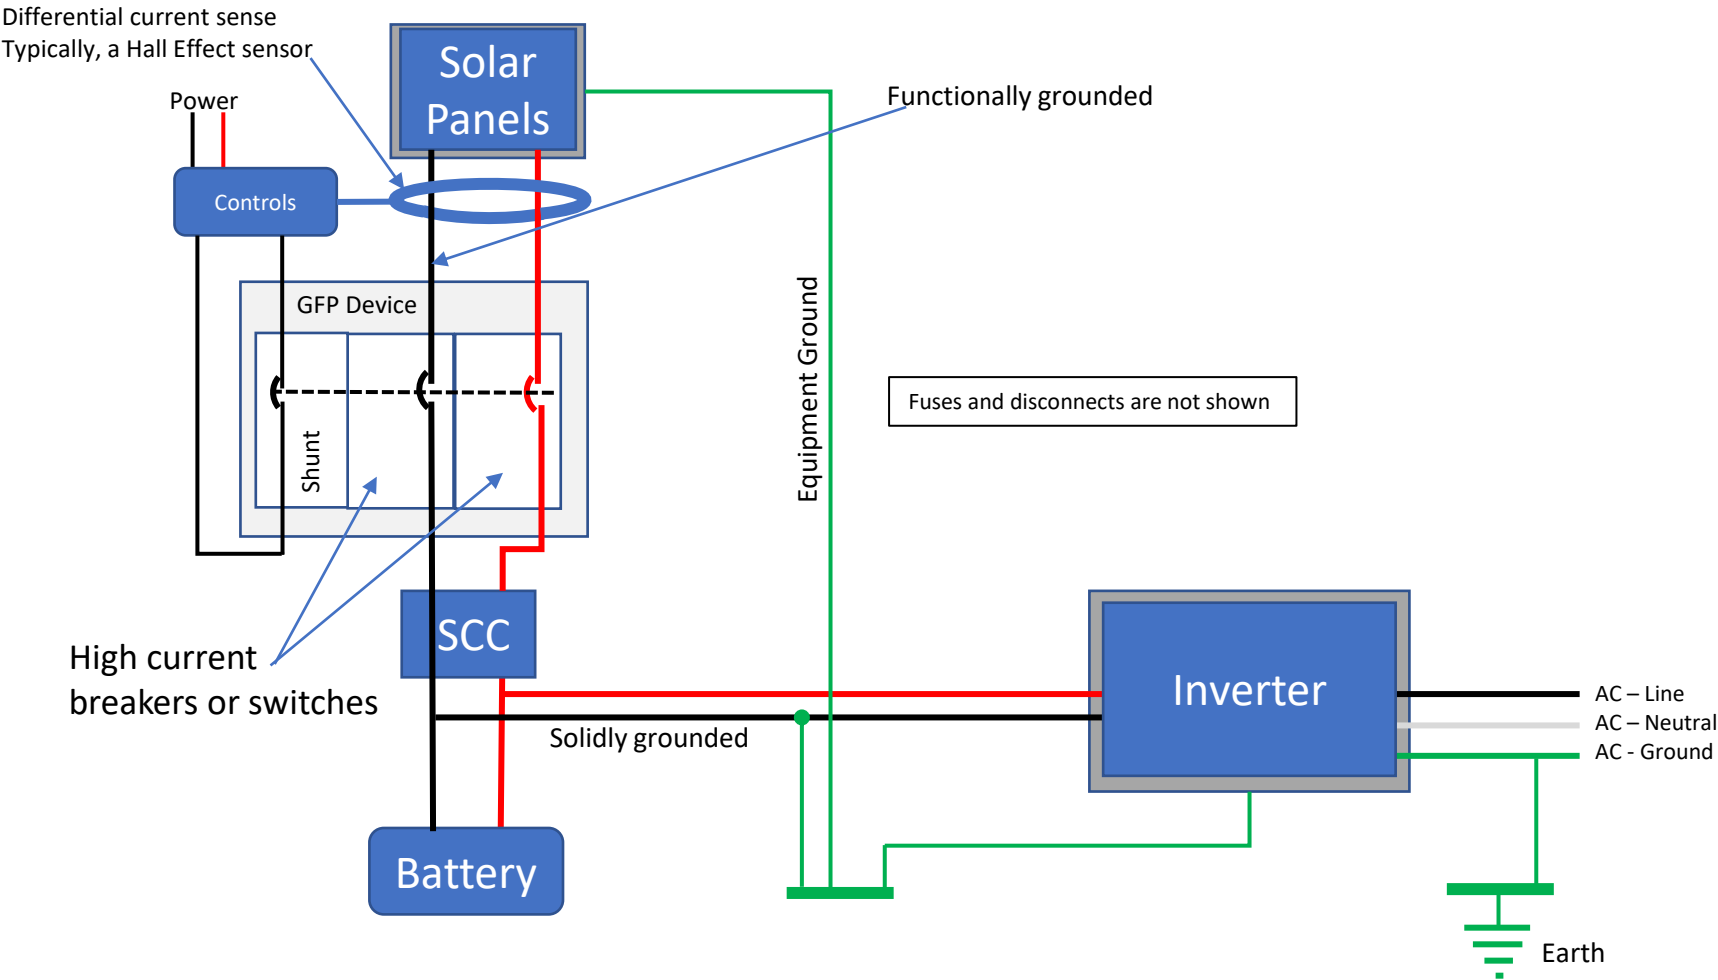 Differential current sense
Typically, a Hall Effect sensor
Solar
Panels
Power
Functionally grounded
Controls
GFP Device
Shunt
Equipment Ground
Fuses and disconnects are not shown
High current
breakers or switches
SCC
Inverter
AC – Line
AC – Neutral
AC - Ground
Solidly grounded
Battery
Earth